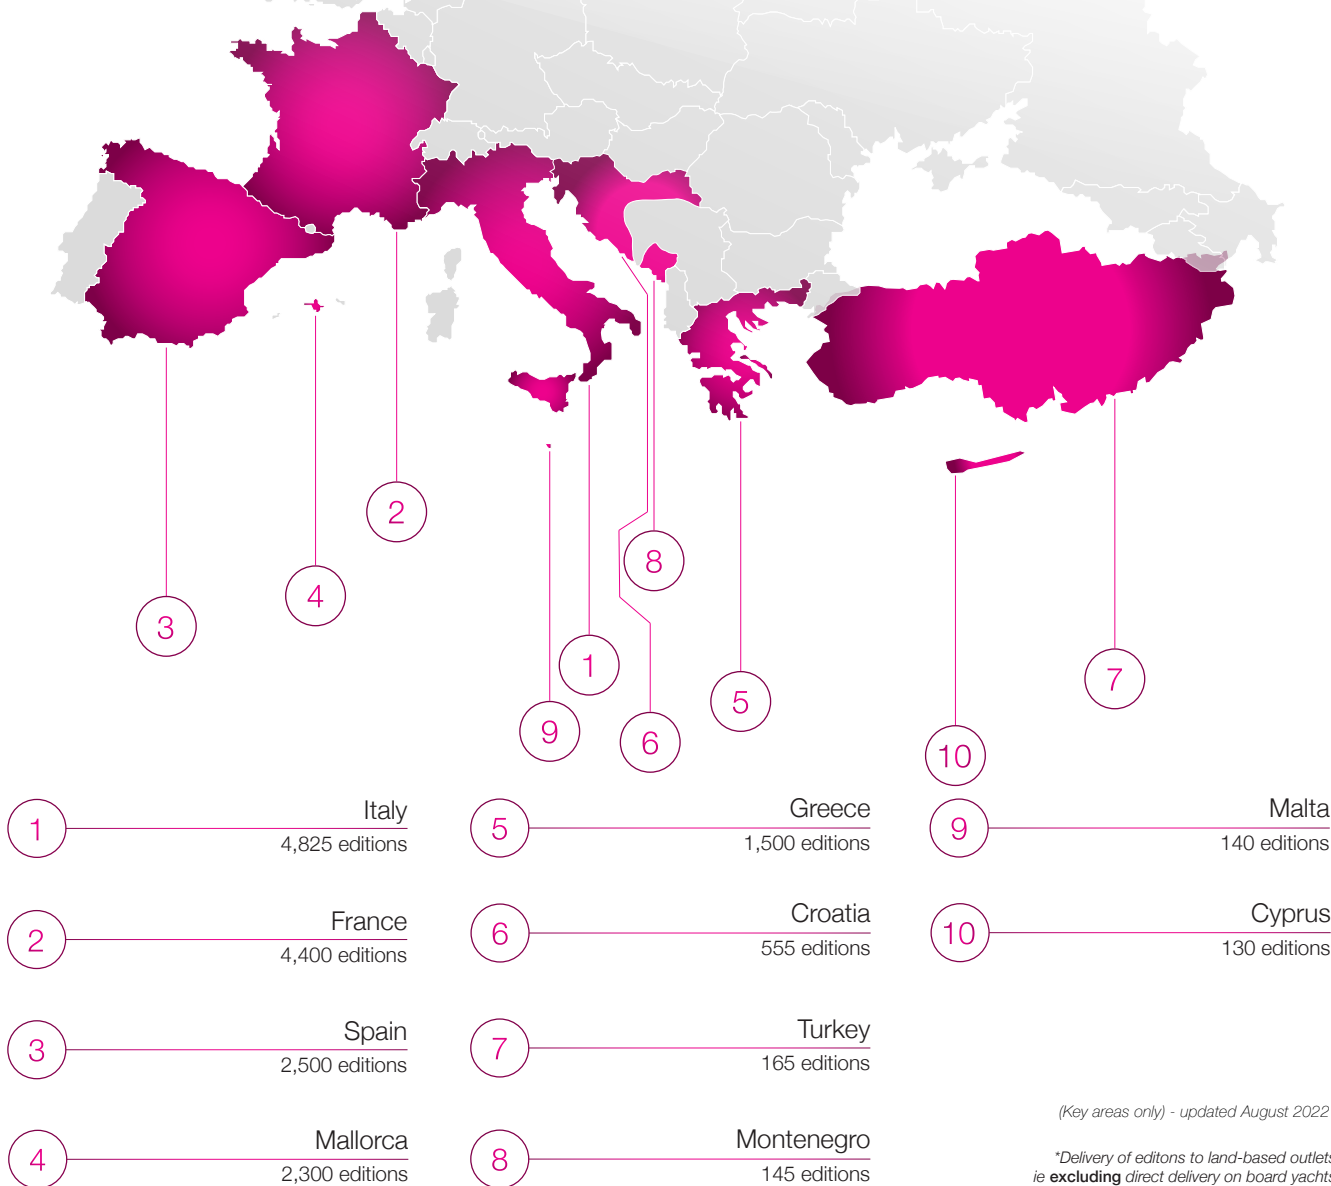 2
8
4
3
1
7
5
9
6
10
1
Italy
4,825 editions
2
France
4,400 editions
3
Spain
2,500 editions
4
Mallorca
2,300 editions
5
Greece
1,500 editions
6
Croatia
555 editions
7
Turkey
165 editions
8
Montenegro
145 editions
9
Malta
140 editions
10
Cyprus
130 editions
(Key areas only) - updated August 2022
*Delivery of editons to land-based outlets
ie excluding direct delivery on board yachts